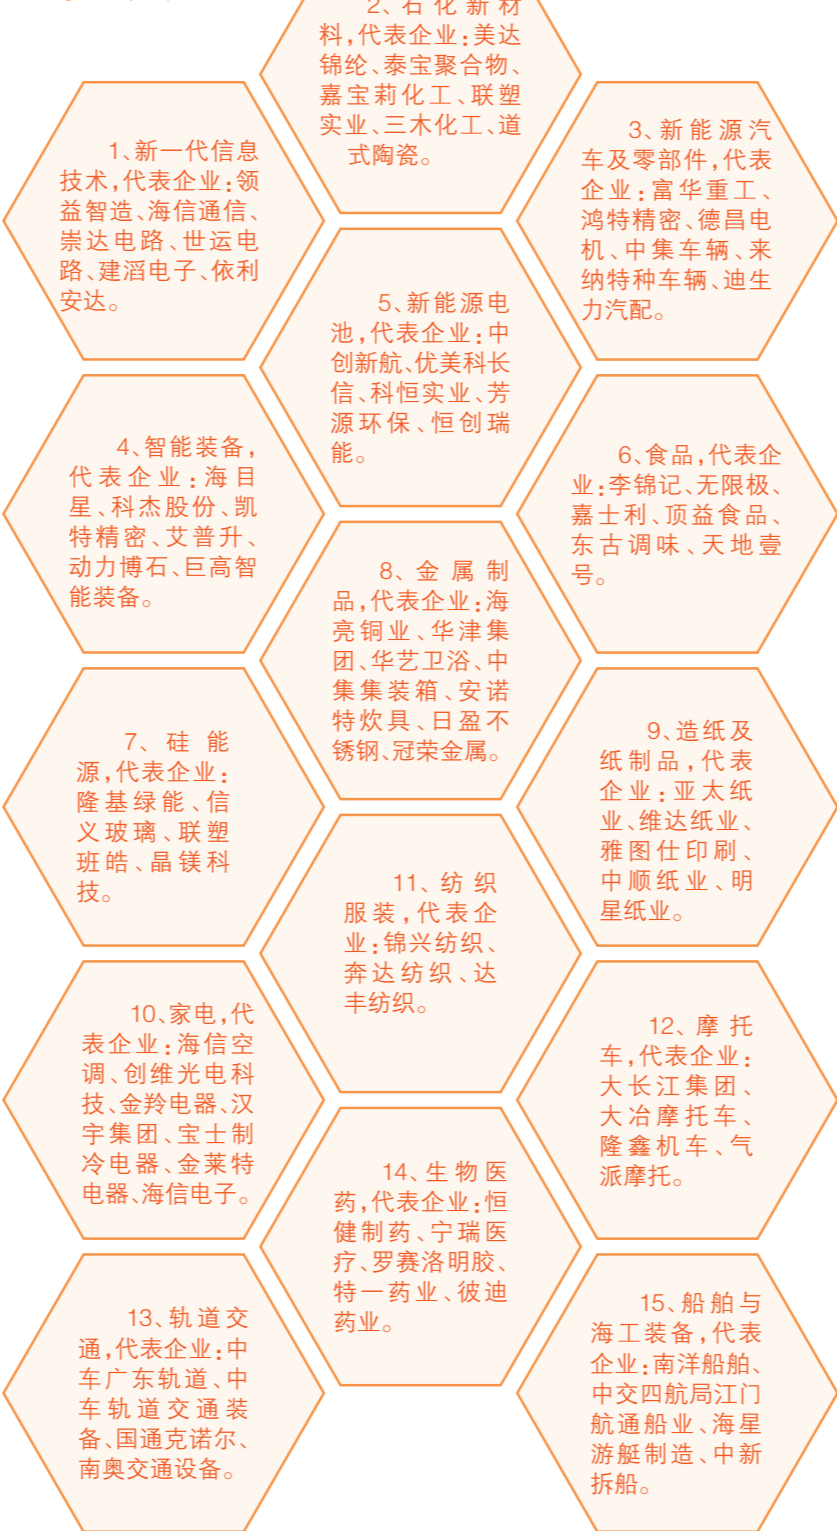 1、新一代信息
技术,代表企业:领
益智造、海信通信、
崇达电路、世运电
路、建滔电子、依利
安达。
2、石化新材
料,代表企业:美达
锦纶、泰宝聚合物、
嘉宝莉化工、联塑
实业、三木化工、道
式陶瓷。
3、新能源汽
车及零部件,代表
企业:富华重工、
鸿特精密、德昌电
机、中集车辆、来
纳特种车辆、迪生
力汽配。
4、智能装备,
代表企业:海目
星、科杰股份、凯
特精密、艾普升、
动力博石、巨高智
能装备。
5、新能源电
池,代表企业:中
创新航、优美科长
信、科恒实业、芳
源环保、恒创瑞
能。
6、食品,代表企
业:李锦记、无限极、
嘉士利、顶益食品、
东古调味、天地壹
号。
7、硅能
源,代表企业:
隆基绿能、信
义玻璃、联塑
班皓、晶镁科
技。
8、金属制
品,代表企业:海
亮铜业、华津集
团、华艺卫浴、中
集集装箱、安诺
特炊具、日盈不
锈钢、冠荣金属。
9、造纸及
纸制品,代表
企业:亚太纸
业、维达纸业、
雅图仕印刷、
中顺纸业、明
星纸业。
10、家电,代
表企业:海信空
调、创维光电科
技、金羚电器、汉
宇集团、宝士制
冷电器、金莱特
电器、海信电子。
11、纺织
服装,代表企
业:锦兴纺织、
奔达纺织、达
丰纺织。
12、摩托
车,代表企业:
大长江集团、
大冶摩托车、
隆鑫机车、气
派摩托。
13、轨道交
通,代表企业:中
车广东轨道、中
车轨道交通装
备、国通克诺尔、
南奥交通设备。
14、生物医
药,代表企业:恒
健制药、宁瑞医
疗、罗赛洛明胶、
特一药业、彼迪
药业。
15、船舶与
海工装备,代表
企业:南洋船舶、
中交四航局江门
航通船业、海星
游艇制造、中新
拆船。